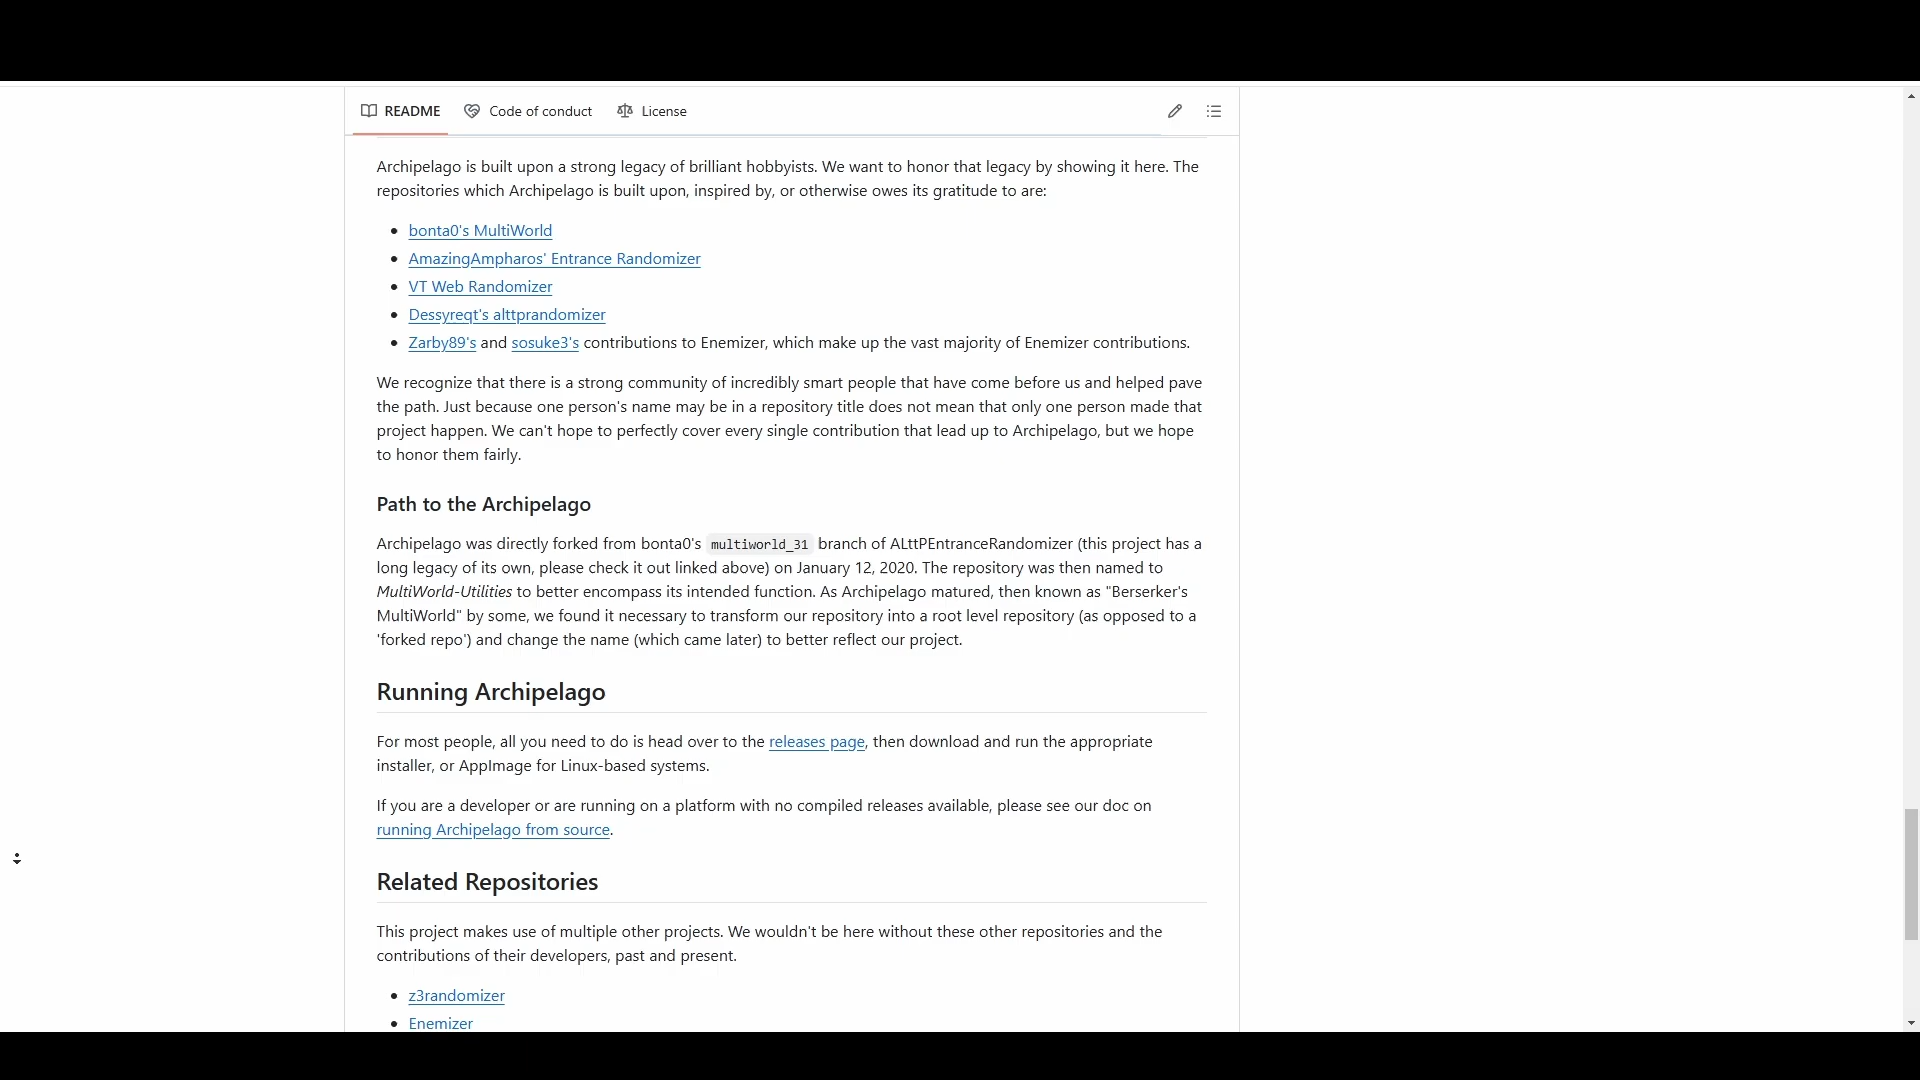 README Code of conduct License
Archipelago is built upon a strong legacy of brilliant hobbyists. We want to honor that legacy by showing it here. The
repositories which Archipelago is built upon, inspired by, or otherwise owes its gratitude to are:
bonta0's MultiWorld
AmazingAmpharos' Entrance Randomizer
VT Web Randomizer
Dessyreqt's alttprandomizer
Zarby89's and sosuke3's contributions to Enemizer, which make up the vast majority of Enemizer contributions.
We recognize that there is a strong community of incredibly smart people that have come before us and helped pave
the path. Just because one person's name may be in a repository title does not mean that only one person made that
project happen. We can't hope to perfectly cover every single contribution that lead up to Archipelago, but we hope
to honor them fairly.
Path to the Archipelago
Archipelago was directly forked from bonta0's multiworld_31 branch of ALttPEntranceRandomizer (this project has a
long legacy of its own, please check it out linked above) on January 12, 2020. The repository was then named to
MultiWorld-Utilities to better encompass its intended function. As Archipelago matured, then known as "Berserker's
MultiWorld" by some, we found it necessary to transform our repository into a root level repository (as opposed to a
'forked repo') and change the name (which came later) to better reflect our project.
Running Archipelago
For most people, all you need to do is head over to the releases page, then download and run the appropriate
installer, or AppImage for Linux-based systems.
If you are a developer or are running on a platform with no compiled releases available, please see our doc on
running Archipelago from source.
Related Repositories
This project makes use of multiple other projects. We wouldn't be here without these other repositories and the
contributions of their developers, past and present.
z3randomizer
Enemizer